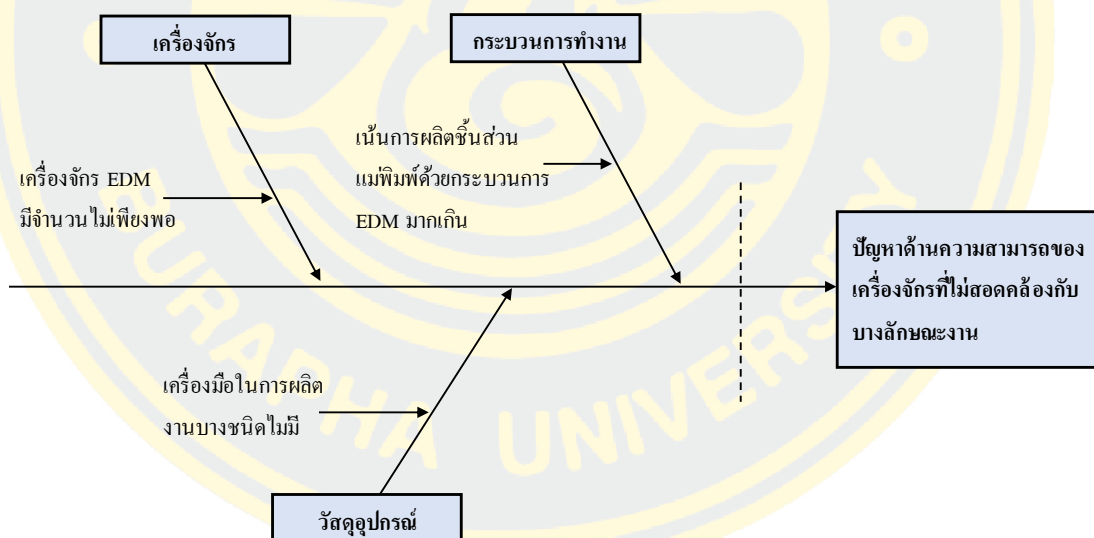 เครื่องจักร
กระบวนการทำงาน
เน้นการผลิตชิ้นส่วน
แม่พิมพ์ด้วยกระบวนการ
EDM มากเกิน
เครื่องจักร EDM
มีจำนวนไม่เพียงพอ
ปัญหาด้านความสามารถของ
เครื่องจักรที่ไม่สอดคล้องกับ
บางลักษณะงาน
เครื่องมือในการผลิต
งานบางชนิดไม่มี
วัสดุอุปกรณ์
BURAPHA UNIVERSITY